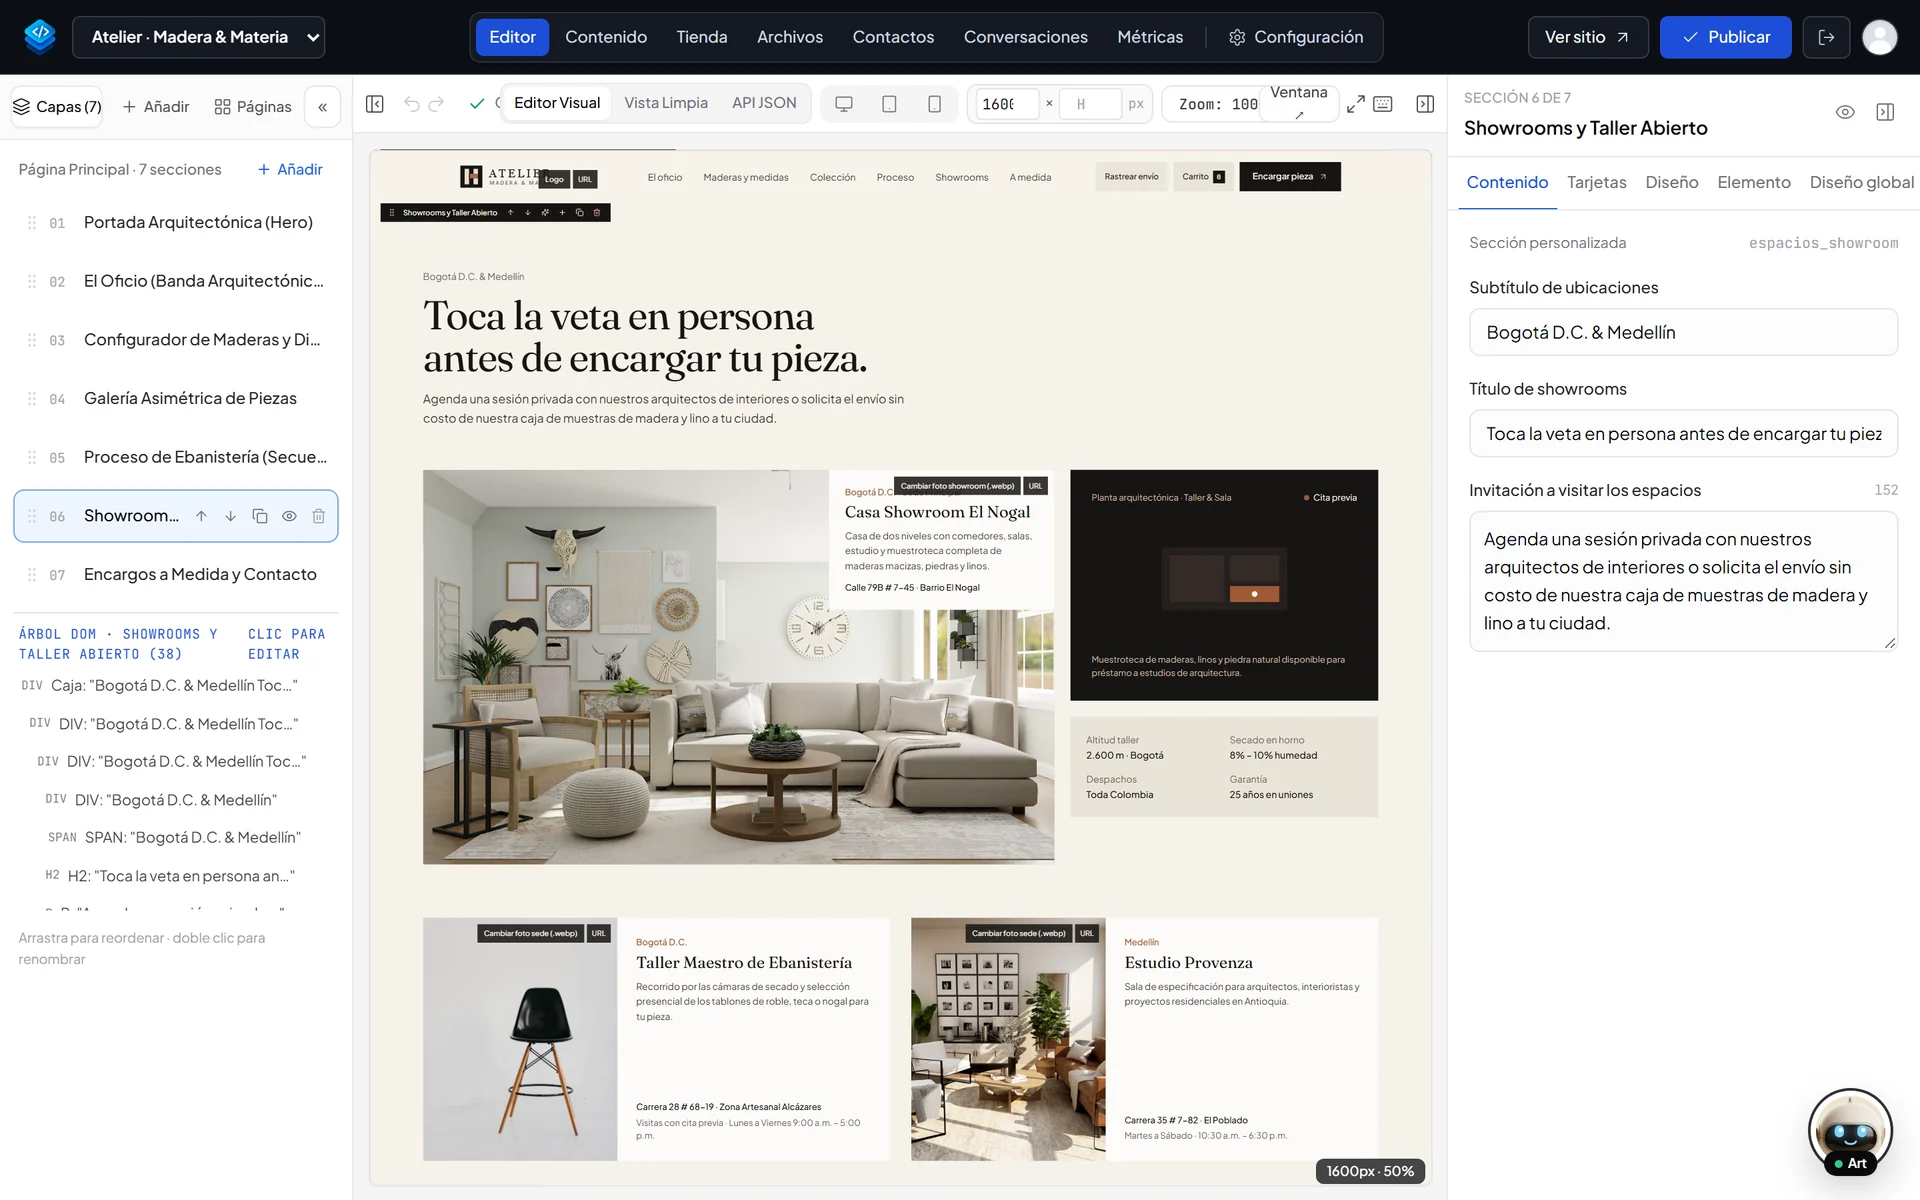 Atelier · Madera & Materia
Editor
Contenido
Tienda
Archivos
Contactos
Conversaciones
Métricas
Configuración
Ver sitio
Publicar
Capas (7)
Añadir
Páginas
«
Editor Visual
Vista Limpia
API JSON
1600
×
H
px
Zoom: 100
Ventana
↗
Página Principal · 7 secciones
+ Añadir
01 Portada Arquitectónica (Hero)
02 El Oficio (Banda Arquitectónic...
03 Configurador de Maderas y Di...
04 Galería Asimétrica de Piezas
05 Proceso de Ebanistería (Secue...
06 Showroom...
07 Encargos a Medida y Contacto
ÁRBOL DOM · SHOWROOMS Y
TALLER ABIERTO (38)
CLIC PARA
EDITAR
DIV Caja: "Bogotá D.C. & Medellín Toc..."
DIV DIV: "Bogotá D.C. & Medellín Toc..."
DIV DIV: "Bogotá D.C. & Medellín Toc..."
DIV DIV: "Bogotá D.C. & Medellín"
SPAN SPAN: "Bogotá D.C. & Medellín"
H2 H2: "Toca la veta en persona an..."
Arrastra para reordenar · doble clic para
renombrar
ATELIER
MADERA & MA
Logo
URL
El oficio
Maderas y medidas
Colección
Proceso
Showrooms
A medida
Rastrear envío
Carrito 0
Encargar pieza ↗
Showrooms y Taller Abierto
Bogotá D.C. & Medellín
Toca la veta en persona
antes de encargar tu pieza.
Agenda una sesión privada con nuestros arquitectos de interiores o solicita el envío sin
costo de nuestra caja de muestras de madera y lino a tu ciudad.
Cambiar foto showroom (.webp)
URL
Bogotá D.C.
Casa Showroom El Nogal
Casa de dos niveles con comedores, salas,
estudio y muestroteca completa de
maderas macizas, piedras y linos.
Calle 79B # 7-45 · Barrio El Nogal
Planta arquitectónica · Taller & Sala
Cita previa
Muestroteca de maderas, linos y piedra natural disponible para
préstamo a estudios de arquitectura.
Altitud taller
2.600 m · Bogotá
Secado en horno
8% – 10% humedad
Despachos
Toda Colombia
Garantía
25 años en uniones
Cambiar foto sede (.webp)
URL
Bogotá D.C.
Taller Maestro de Ebanistería
Recorrido por las cámaras de secado y selección
presencial de los tablones de roble, teca o nogal para
tu pieza.
Carrera 28 # 68-19 · Zona Artesanal Alcázares
Visitas con cita previa · Lunes a Viernes 9:00 a.m. – 5:00
p.m.
Cambiar foto sede (.webp)
URL
Medellín
Estudio Provenza
Sala de especificación para arquitectos, interioristas y
proyectos residenciales en Antioquia.
Carrera 35 # 7-82 · El Poblado
Martes a Sábado · 10:30 a.m. – 6:30 p.m.
1600px · 50%
SECCIÓN 6 DE 7
Showrooms y Taller Abierto
Contenido
Tarjetas
Diseño
Elemento
Diseño global
Sección personalizada
espacios_showroom
Subtítulo de ubicaciones
Bogotá D.C. & Medellín
Título de showrooms
Toca la veta en persona antes de encargar tu piez
Invitación a visitar los espacios
152
Agenda una sesión privada con nuestros
arquitectos de interiores o solicita el envío sin
costo de nuestra caja de muestras de madera y
lino a tu ciudad.
Art